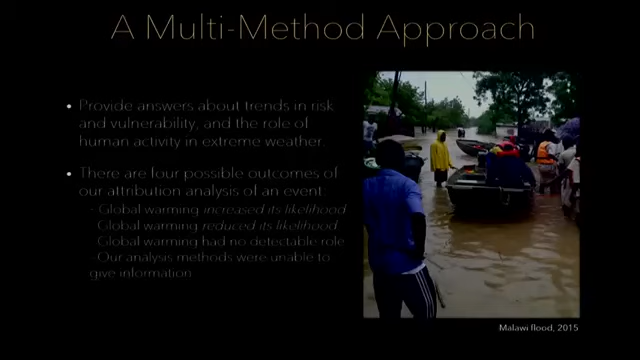 A Multi-Method Approach
• Provide answers about trends in risk
and vulnerability, and the role of
human activity in extreme weather.
• There are four possible outcomes of
our attribution analysis of an event:
- Global warming increased its likelihood
- Global warming reduced its likelihood
- Global warming had no detectable role
- Our analysis methods were unable to
give information
Malawi flood, 2015